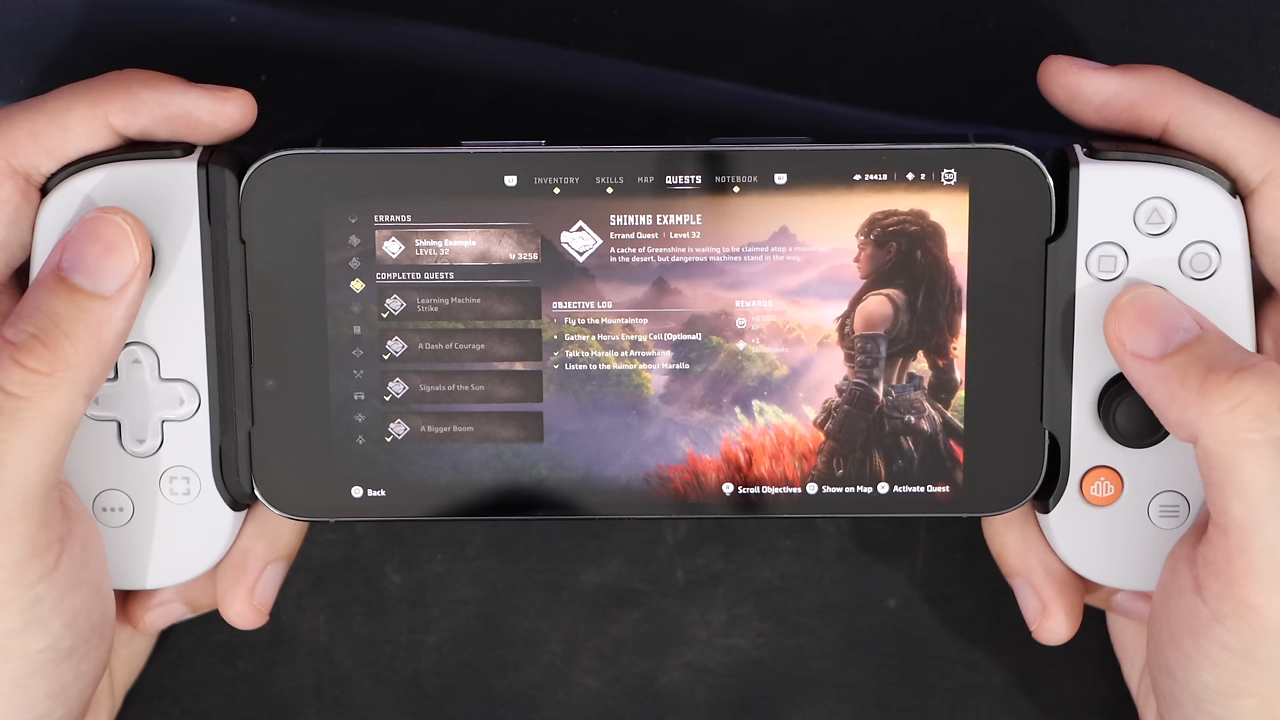 L1 INVENTORY SKILLS MAP QUESTS NOTEBOOK R1 24418 2 50
ERRANDS
Shining Example
LEVEL 32
3256
COMPLETED QUESTS
Learning Machine
Strike
A Dash of Courage
Signals of the Sun
A Bigger Boom
SHINING EXAMPLE
Errand Quest Level 32
A cache of Greenshine is waiting to be claimed atop a
in the desert, but dangerous machines stand in the way.
OBJECTIVE LOG
Fly to the Mountaintop
Gather a Horus Energy Cell [Optional]
Talk to Marallo at Arrowhand
Listen to the Rumor about Marallo
REWARDS
XP
+1
Back
Scroll Objectives Show on Map Activate Quest